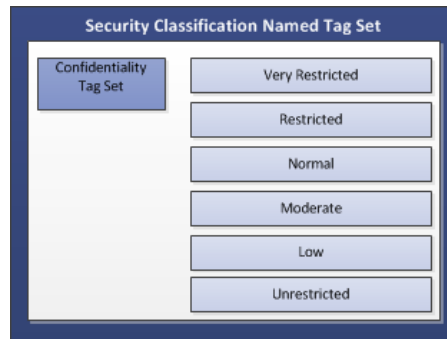 Security Classification Named Tag Set
Confidentiality
Tag Set
Very Restricted
Restricted
Normal
Moderate
Low
Unrestricted